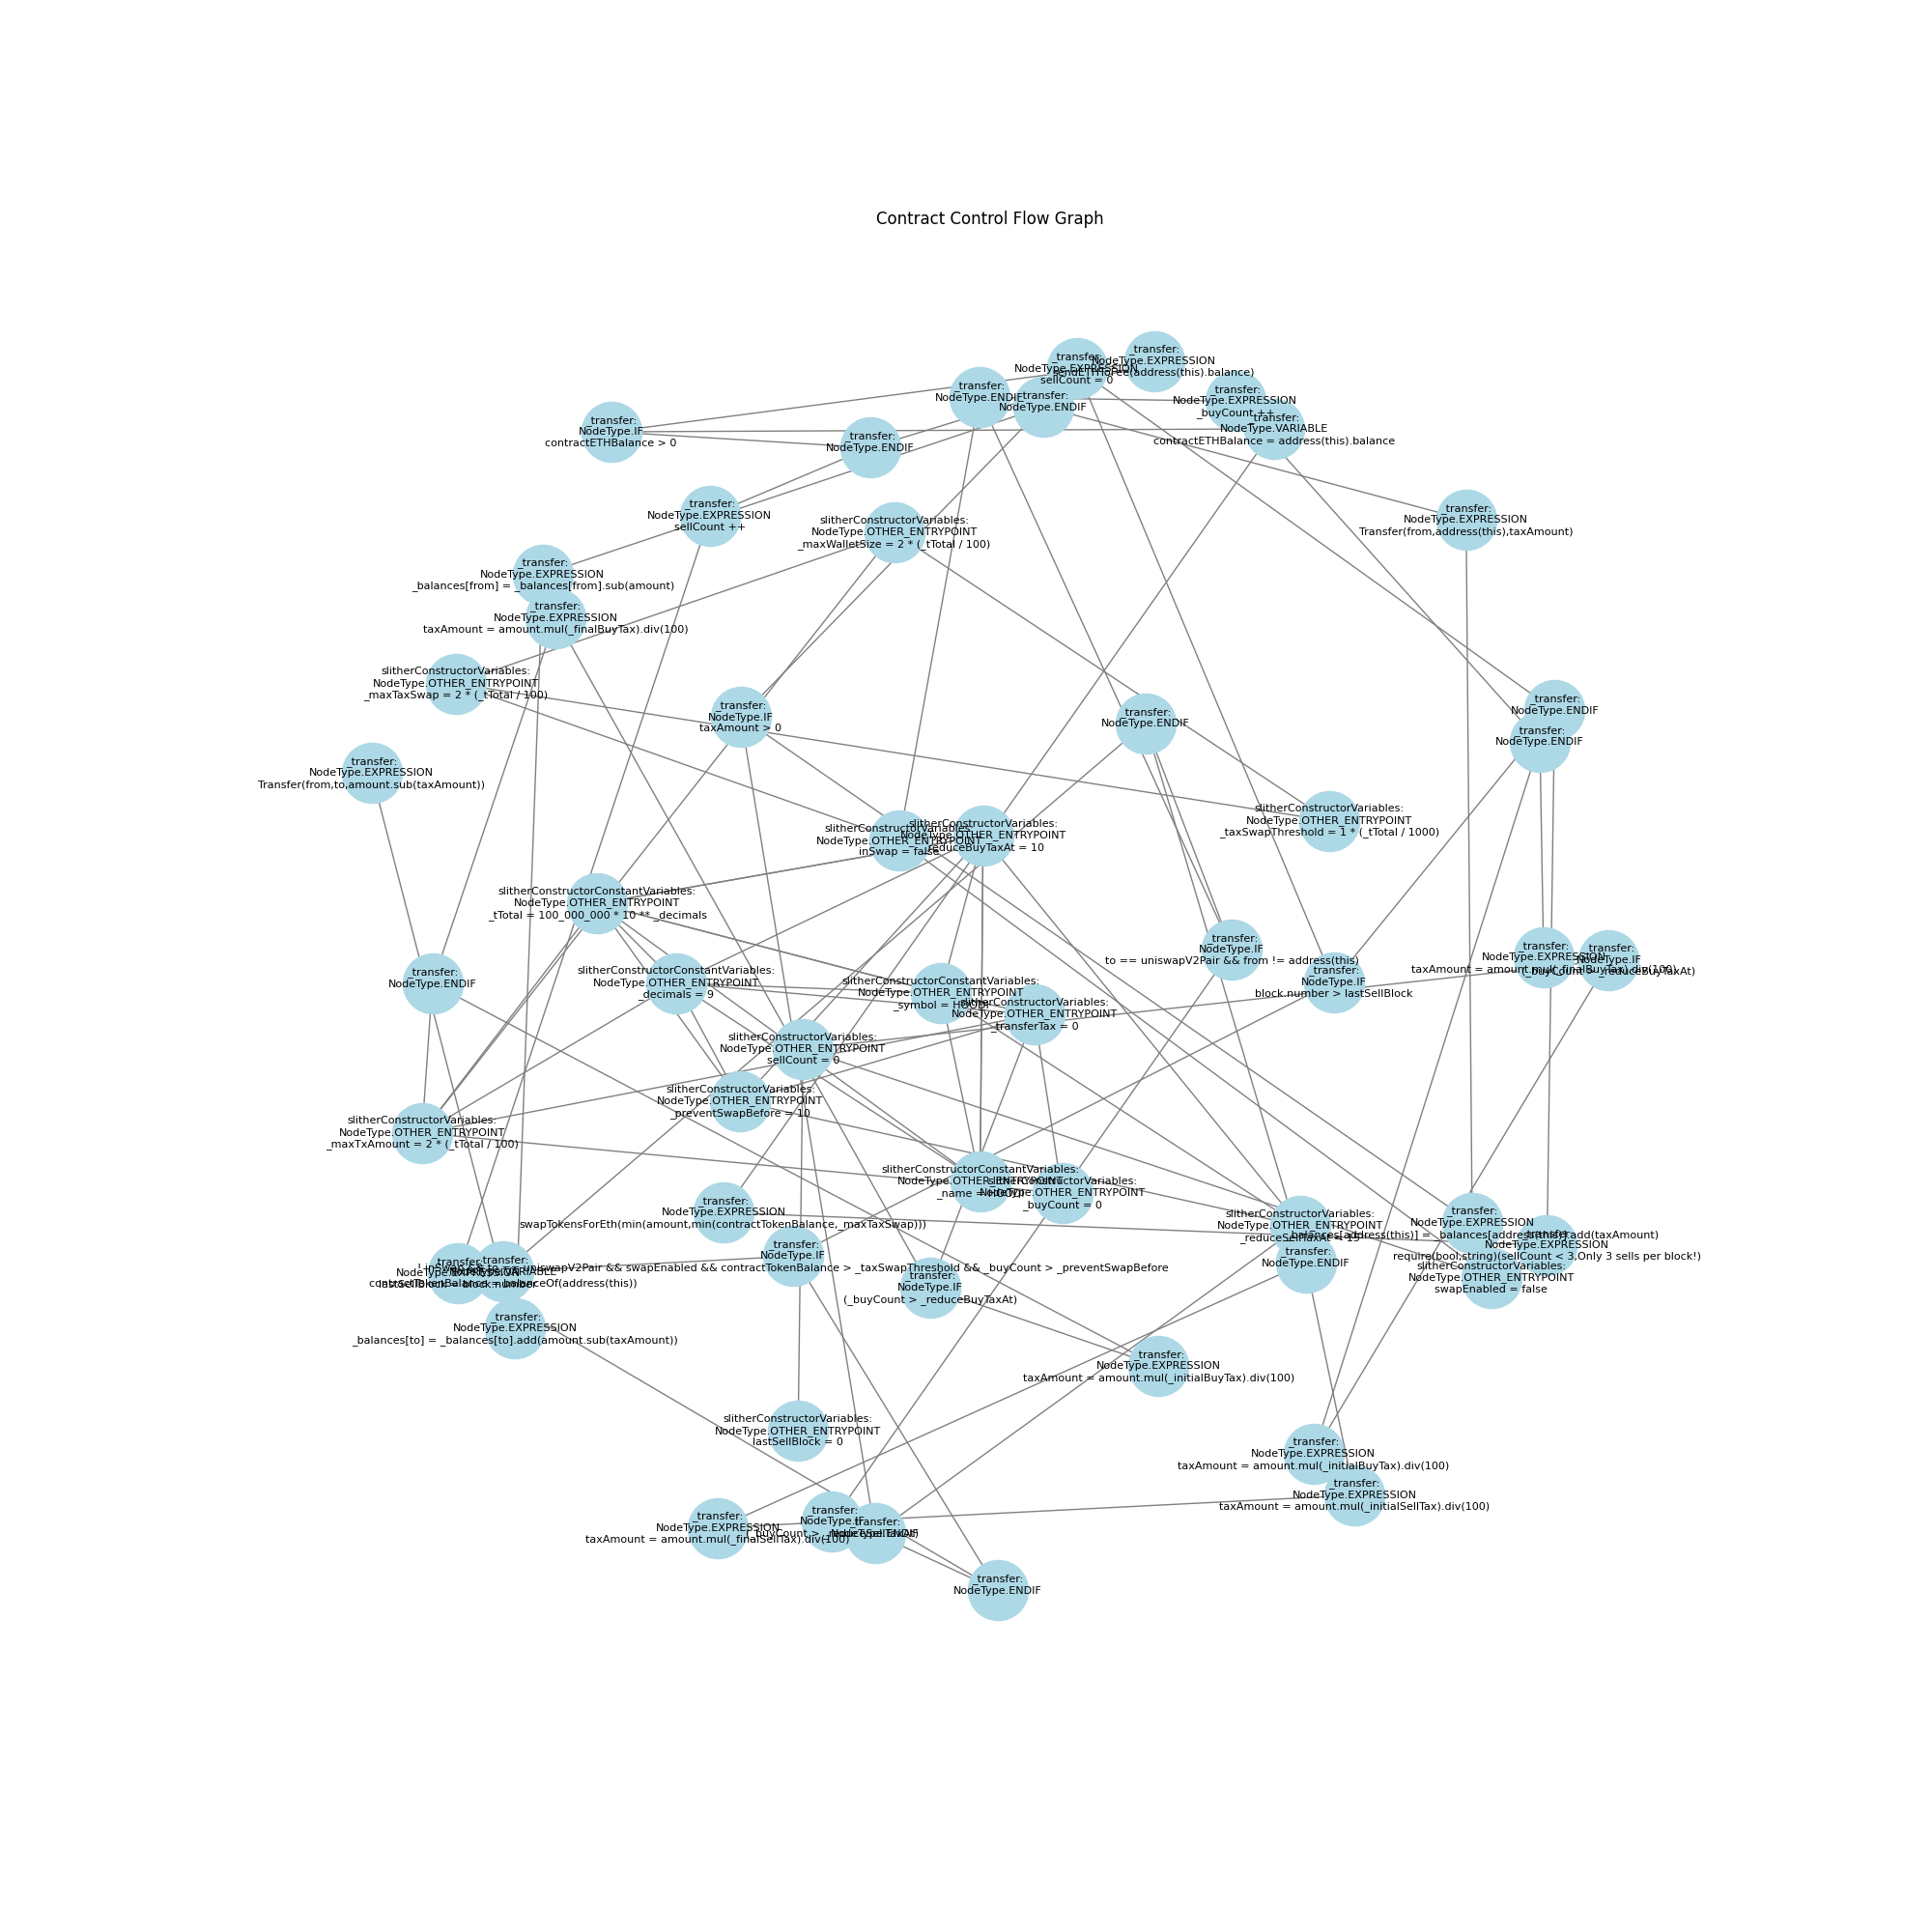 Contract Control Flow Graph
_transfer:
NodeType.EXPRESSION
sendETHToFee(address(this).balance)
_transfer:
NodeType.EXPRESSION
sellCount = 0
_transfer:
NodeType.ENDIF
_transfer:
NodeType.ENDIF
_transfer:
NodeType.EXPRESSION
_buyCount ++
_transfer:
NodeType.VARIABLE
contractETHBalance = address(this).balance
_transfer:
NodeType.IF
contractETHBalance > 0
_transfer:
NodeType.ENDIF
_transfer:
NodeType.EXPRESSION
sellCount ++
slitherConstructorVariables:
NodeType.OTHER_ENTRYPOINT
_maxWalletSize = 2 * (_tTotal / 100)
_transfer:
NodeType.EXPRESSION
Transfer(from,address(this),taxAmount)
_transfer:
NodeType.EXPRESSION
_balances[from] = _balances[from].sub(amount)
_transfer:
NodeType.EXPRESSION
taxAmount = amount.mul(_finalBuyTax).div(100)
slitherConstructorVariables:
NodeType.OTHER_ENTRYPOINT
_maxTaxSwap = 2 * (_tTotal / 100)
_transfer:
NodeType.IF
taxAmount > 0
_transfer:
NodeType.ENDIF
_transfer:
NodeType.ENDIF
_transfer:
NodeType.ENDIF
_transfer:
NodeType.EXPRESSION
Transfer(from,to,amount.sub(taxAmount))
slitherConstructorVariables:
NodeType.OTHER_ENTRYPOINT
_taxSwapThreshold = 1 * (_tTotal / 1000)
slitherConstructorVariables:
NodeType.OTHER_ENTRYPOINT
inSwap = false
slitherConstructorVariables:
NodeType.OTHER_ENTRYPOINT
_reduceBuyTaxAt = 10
slitherConstructorConstantVariables:
NodeType.OTHER_ENTRYPOINT
_tTotal = 100_000_000 * 10 ** _decimals
_transfer:
NodeType.IF
to == uniswapV2Pair && from != address(this)
_transfer:
NodeType.EXPRESSION
taxAmount = amount.mul(_finalBuyTax).div(100)
_transfer:
NodeType.IF
(_buyCount > _reduceBuyTaxAt)
_transfer:
NodeType.ENDIF
slitherConstructorConstantVariables:
NodeType.OTHER_ENTRYPOINT
_decimals = 9
_transfer:
NodeType.IF
block.number > lastSellBlock
slitherConstructorConstantVariables:
NodeType.OTHER_ENTRYPOINT
_symbol =
slitherConstructorVariables:
NodeType.OTHER_ENTRYPOINT
_transferTax = 0
slitherConstructorVariables:
NodeType.OTHER_ENTRYPOINT
sellCount = 0
slitherConstructorVariables:
NodeType.OTHER_ENTRYPOINT
_preventSwapBefore = 10
slitherConstructorVariables:
NodeType.OTHER_ENTRYPOINT
_maxTxAmount = 2 * (_tTotal / 100)
slitherConstructorConstantVariables:
NodeType.OTHER_ENTRYPOINT
_name =
slitherConstructorVariables:
NodeType.OTHER_ENTRYPOINT
_buyCount = 0
_transfer:
NodeType.EXPRESSION
swapTokensForEth(min(amount,min(contractTokenBalance,_maxTaxSwap)))
slitherConstructorVariables:
NodeType.OTHER_ENTRYPOINT
_reduceSellTaxAt = 15
_transfer:
NodeType.EXPRESSION
_balances[address(this)] = _balances[address(this)].add(taxAmount)
_transfer:
NodeType.EXPRESSION
require(bool,string)(sellCount < 3,Only 3 sells per block!)
_transfer:
NodeType.IF
uniswapV2Pair && swapEnabled && contractTokenBalance > _taxSwapThreshold && _buyCount > _preventSwapBefore
_transfer:
NodeType.ENDIF
slitherConstructorVariables:
NodeType.OTHER_ENTRYPOINT
swapEnabled = false
_transfer:
NodeType.EXPRESSION
lastSellBlock = block.number
_transfer:
NodeType.VARIABLE
contractTokenBalance = balanceOf(address(this))
_transfer:
NodeType.IF
(_buyCount > _reduceBuyTaxAt)
_transfer:
NodeType.EXPRESSION
_balances[to] = _balances[to].add(amount.sub(taxAmount))
_transfer:
NodeType.EXPRESSION
taxAmount = amount.mul(_initialBuyTax).div(100)
slitherConstructorVariables:
NodeType.OTHER_ENTRYPOINT
lastSellBlock = 0
_transfer:
NodeType.EXPRESSION
taxAmount = amount.mul(_initialBuyTax).div(100)
_transfer:
NodeType.EXPRESSION
taxAmount = amount.mul(_initialSellTax).div(100)
_transfer:
NodeType.EXPRESSION
taxAmount = amount.mul(_finalSellTax).div(100)
_transfer:
NodeType.IF
(_buyCount > _reduceSellTaxAt)
_transfer:
NodeType.ENDIF
_transfer:
NodeType.ENDIF